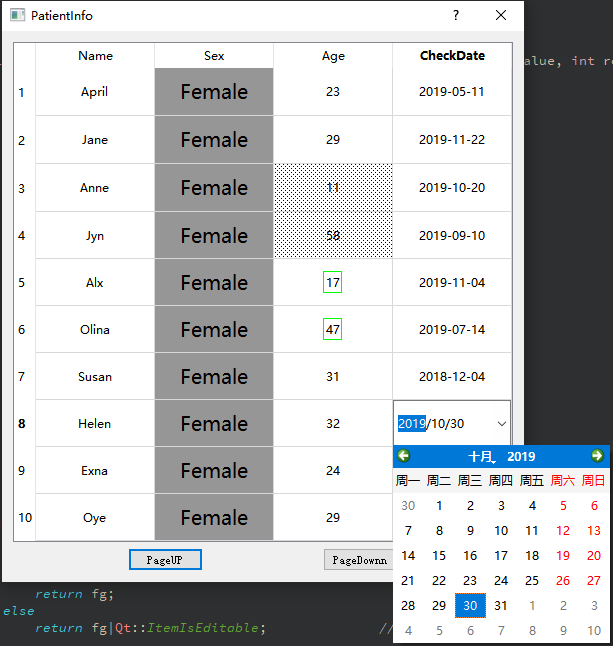 PatientInfo ?
Name Sex Age CheckDate
alue, int r
1 April Female 23 2019-05-11
2 Jane Female 29 2019-11-22
3 Anne Female 11 2019-10-20
4 Jyn Female 58 2019-09-10
5 Alx Female 17 2019-11-04
6 Olina Female 47 2019-07-14
7 Susan Female 31 2018-12-04
8 Helen Female 32 2019/10/30
9 Exna Female 24
10 Oye Female 29
十月, 2019
周一 周二 周三 周四 周五 周六 周日
30 1 2 3 4 5 6
7 8 9 10 11 12 13
14 15 16 17 18 19 20
21 22 23 24 25 26 27
28 29 30 31 1 2 3
4 5 6 7 8 9 10
PageUP PageDownn
return fg;
else
return fg|Qt::ItemIsEditable; //